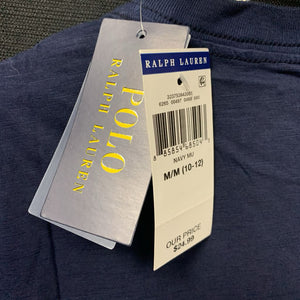 POLO
RALPH LAUREN
RALPH LAUREN
NAVY MU
M/M (10-12)
OUR PRICE
$24.99